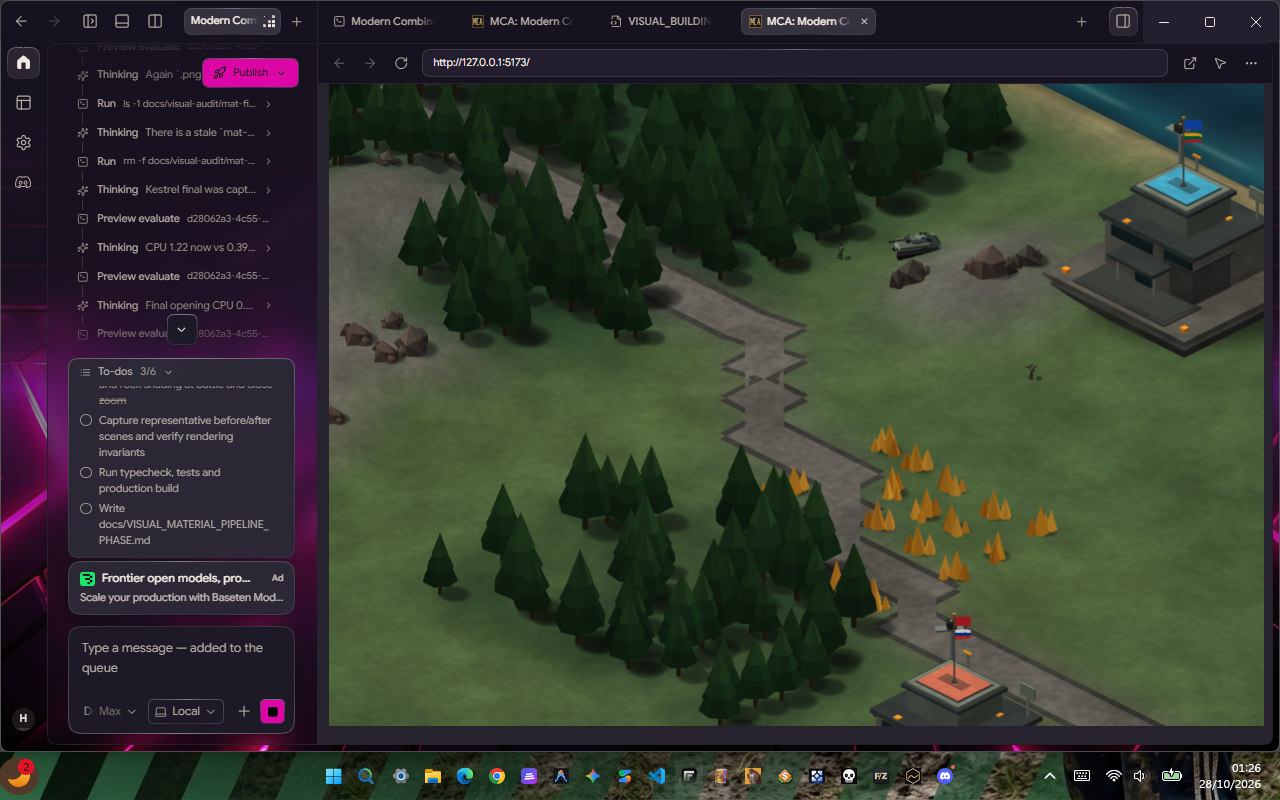 Modern Com
Modern Combin
MCA: Modern C
VISUAL_BUILDIN
MCA: Modern C
http://127.0.0.1:5173/
Publish
Thinking Again `.png
Run ls -1 docs/visual-audit/mat-fi...
Thinking There is a stale `mat-...
Run rm -f docs/visual-audit/mat-...
Thinking Kestrel final was capt...
Preview evaluate d28062a3-4c55-...
Thinking CPU 1.22 now vs 0.39...
Preview evaluate d28062a3-4c55-...
Thinking Final opening CPU 0....
Preview evalua 8062a3-4c55-...
To-dos 3/6
and rock shading at battle and close
zoom
Capture representative before/after
scenes and verify rendering
invariants
Run typecheck, tests and
production build
Write
docs/VISUAL_MATERIAL_PIPELINE_
PHASE.md
Frontier open models, pro... Ad
Scale your production with Baseten Mod...
Type a message — added to the
queue
D Max Local
H
2
01:26
28/10/2026